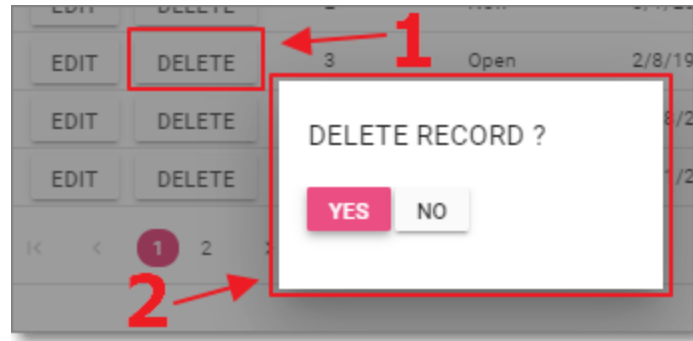 EDIT DELETE 2
1
EDIT DELETE 3 Open 2/8/19
EDIT DELETE
DELETE RECORD ?
EDIT DELETE
YES NO
1 2
2